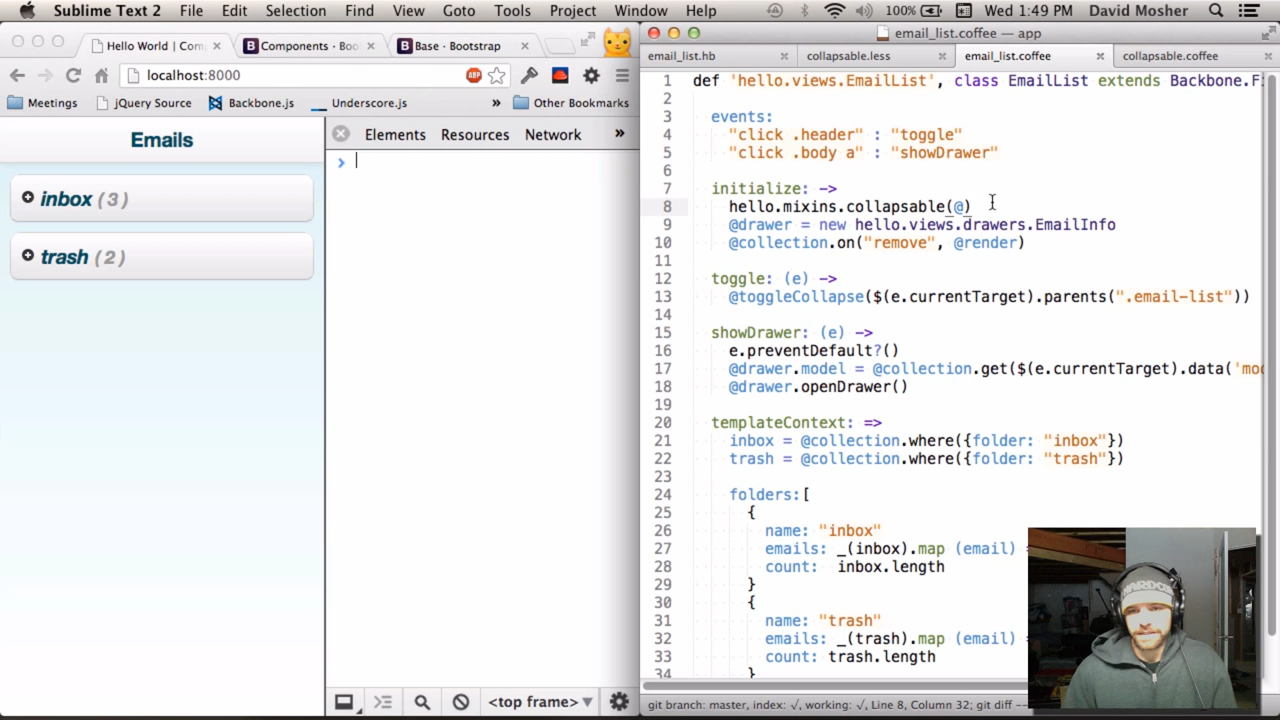 Sublime Text 2 File Edit Selection Find View Goto Tools Project Window Help 100% Wed 1:49 PM David Mosher
Hello World | Com × Components · Boo × Base · Bootstrap ×
localhost:8000
ABP
Meetings jQuery Source Backbone.js Underscore.js » Other Bookmarks
Emails
inbox (3)
trash (2)
Elements Resources Network »
>
<top frame>
email_list.coffee — app
email_list.hb × collapsable.less × email_list.coffee × collapsable.coffee ×
1 def 'hello.views.EmailList', class EmailList extends Backbone.F
2
3 events:
4 "click .header" : "toggle"
5 "click .body a" : "showDrawer"
6
7 initialize: ->
8 hello.mixins.collapsable(@)
9 @drawer = new hello.views.drawers.EmailInfo
10 @collection.on("remove", @render)
11
12 toggle: (e) ->
13 @toggleCollapse($(e.currentTarget).parents(".email-list"))
14
15 showDrawer: (e) ->
16 e.preventDefault?()
17 @drawer.model = @collection.get($(e.currentTarget).data('mod
18 @drawer.openDrawer()
19
20 templateContext: =>
21 inbox = @collection.where({folder: "inbox"})
22 trash = @collection.where({folder: "trash"})
23
24 folders:[
25 {
26 name: "inbox"
27 emails: _(inbox).map (email) =
28 count: inbox.length
29 }
30 {
31 name: "trash"
32 emails: _(trash).map (email) =
33 count: trash.length
34 }
git branch: master, index: √, working: √, Line 8, Column 32; git diff --